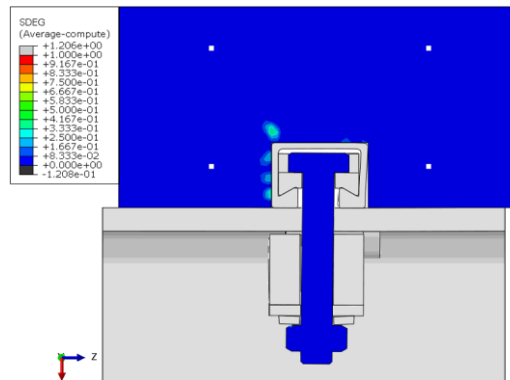 SDEG
(Average-compute)
+1.206e+00
+1.000e+00
+9.167e-01
+8.333e-01
+7.500e-01
+6.667e-01
+5.833e-01
+5.000e-01
+4.167e-01
+3.333e-01
+2.500e-01
+1.667e-01
+8.333e-02
+0.000e+00
-1.208e-01
Z